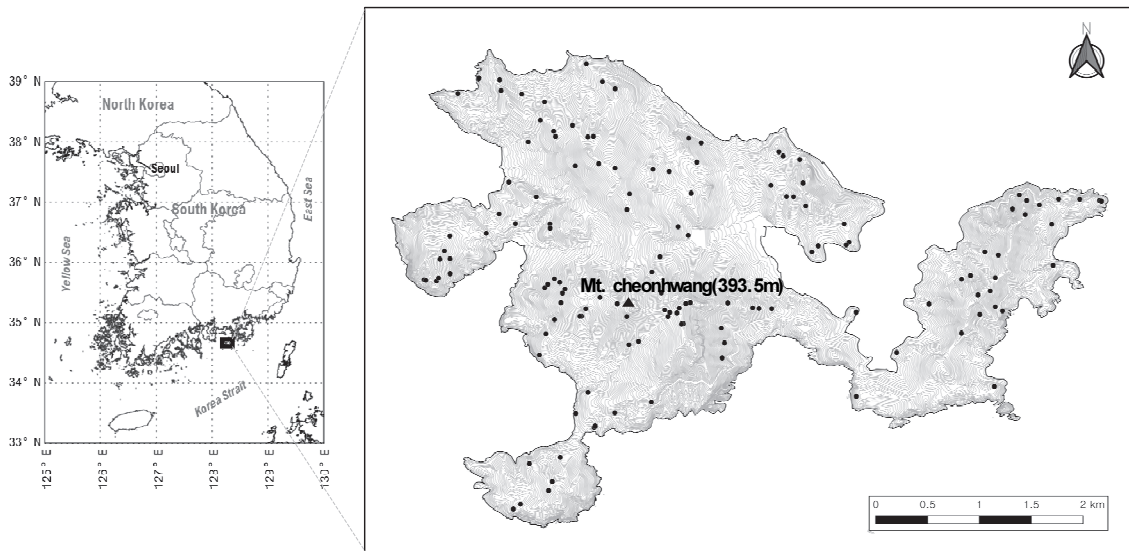 39° N
38° N
37° N
36° N
35° N
34° N
33° N
125° E
126° E
127° E
128° E
129° E
130° E
North Korea
Seoul
South Korea
East Sea
Yellow Sea
Korea Strait
N
Mt. cheonhwang(393.5m)
0 0.5 1 1.5 2 km